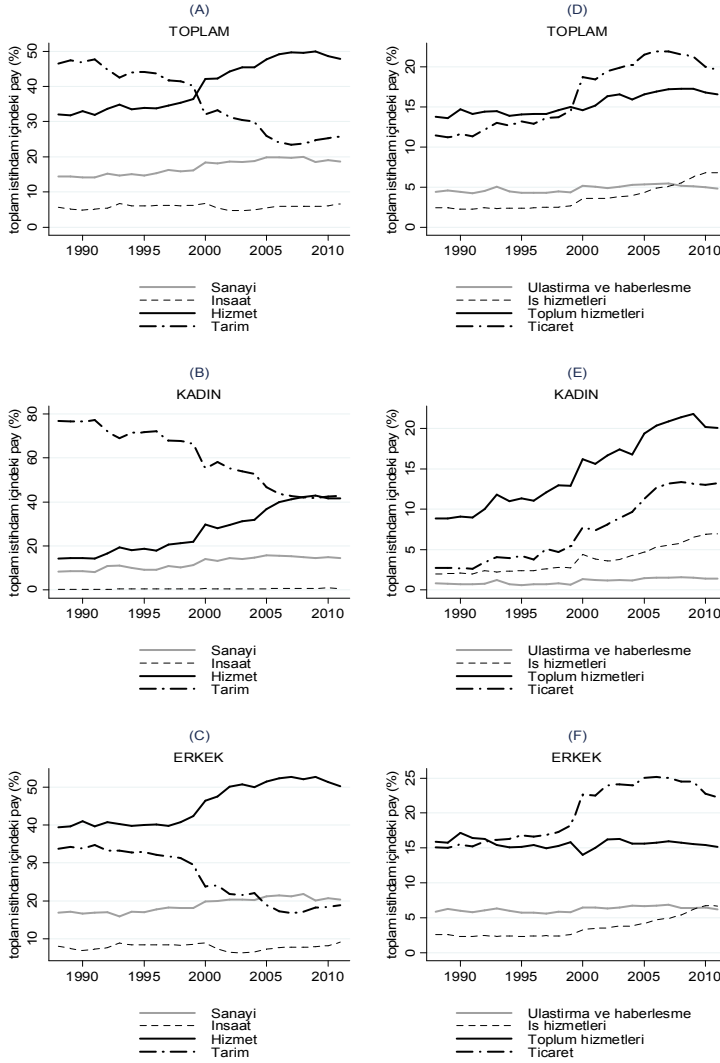 (A)
TOPLAM
toplam istihdam içindeki pay (%)
50
40
30
20
10
0
1990 1995 2000 2005 2010
Sanayi
Insaat
Hizmet
Tarim
(D)
TOPLAM
toplam istihdam içindeki pay (%)
20
15
10
5
0
1990 1995 2000 2005 2010
Ulastirma ve haberlesme
Is hizmetleri
Toplum hizmetleri
Ticaret
(B)
KADIN
toplam istihdam içindeki pay (%)
80
60
40
20
0
1990 1995 2000 2005 2010
Sanayi
Insaat
Hizmet
Tarim
(E)
KADIN
toplam istihdam içindeki pay (%)
20
15
10
5
0
1990 1995 2000 2005 2010
Ulastirma ve haberlesme
Is hizmetleri
Toplum hizmetleri
Ticaret
(C)
ERKEK
toplam istihdam içindeki pay (%)
50
40
30
20
10
1990 1995 2000 2005 2010
Sanayi
Insaat
Hizmet
Tarim
(F)
ERKEK
toplam istihdam içindeki pay (%)
25
20
15
10
5
0
1990 1995 2000 2005 2010
Ulastirma ve haberlesme
Is hizmetleri
Toplum hizmetleri
Ticaret